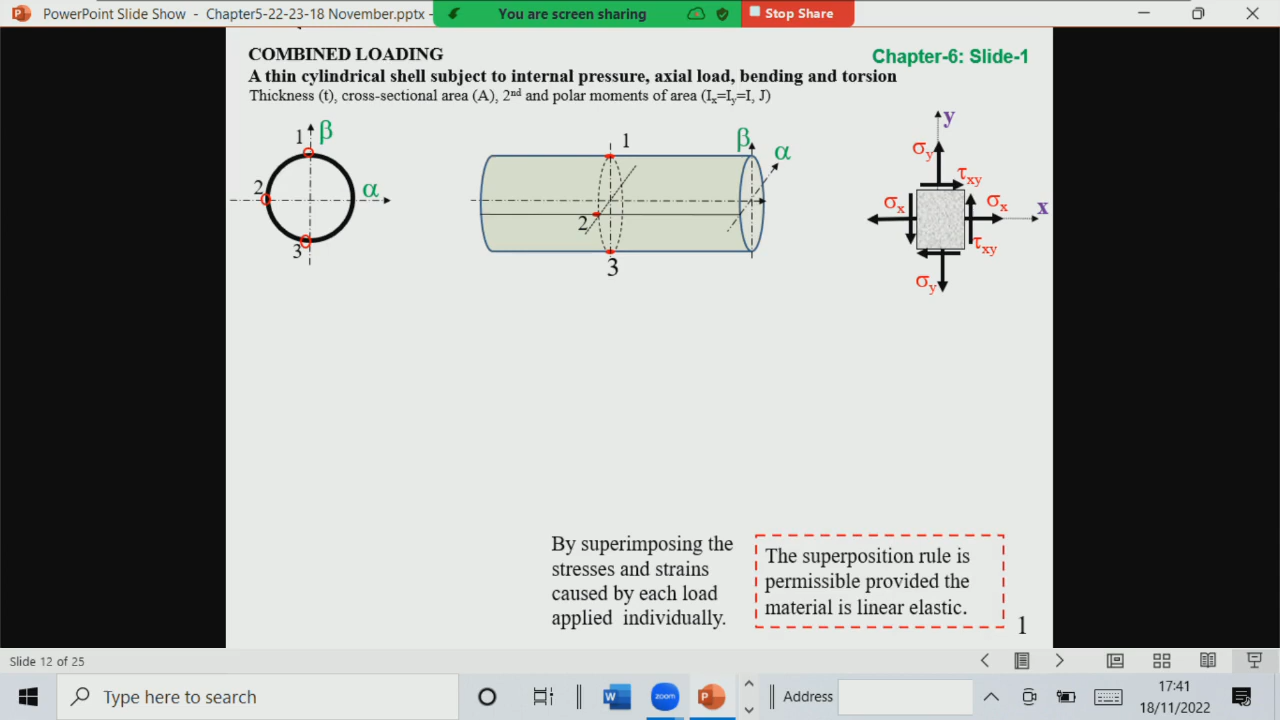 PowerPoint Slide Show - Chapter5-22-23-18 November.pptx -
You are screen sharing
Stop Share
COMBINED LOADING
Chapter-6: Slide-1
A thin cylindrical shell subject to internal pressure, axial load, bending and torsion
Thickness (t), cross-sectional area (A), 2nd and polar moments of area (Ix=Iy=I, J)
1
β
2
α
3
1
β
α
2
3
y
σy
τxy
σx
σx
x
τxy
σy
By superimposing the
stresses and strains
caused by each load
applied individually.
The superposition rule is
permissible provided the
material is linear elastic.
1
Slide 12 of 25
Type here to search
W
zoom
P
Address
17:41
18/11/2022